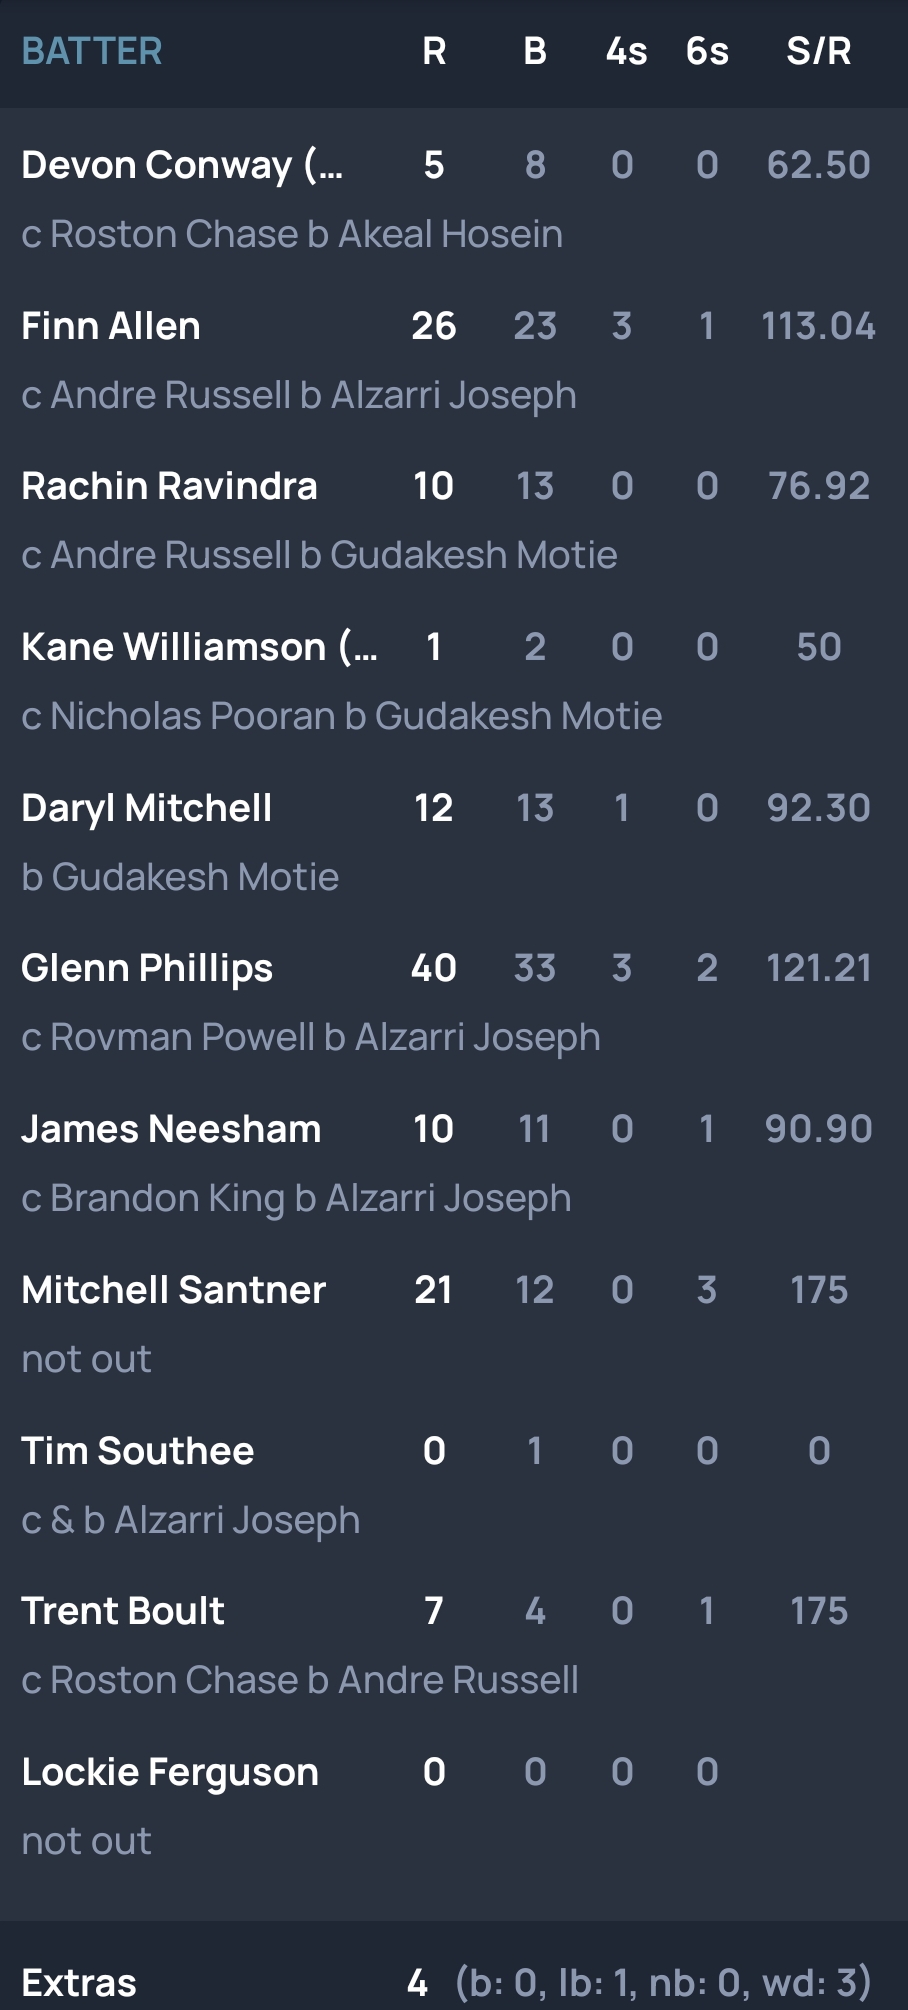 BATTER R B 4s 6s S/R
Devon Conway (... 5 8 0 0 62.50
c Roston Chase b Akeal Hosein
Finn Allen 26 23 3 1 113.04
c Andre Russell b Alzarri Joseph
Rachin Ravindra 10 13 0 0 76.92
c Andre Russell b Gudakesh Motie
Kane Williamson (... 1 2 0 0 50
c Nicholas Pooran b Gudakesh Motie
Daryl Mitchell 12 13 1 0 92.30
b Gudakesh Motie
Glenn Phillips 40 33 3 2 121.21
c Rovman Powell b Alzarri Joseph
James Neesham 10 11 0 1 90.90
c Brandon King b Alzarri Joseph
Mitchell Santner 21 12 0 3 175
not out
Tim Southee 0 1 0 0 0
c & b Alzarri Joseph
Trent Boult 7 4 0 1 175
c Roston Chase b Andre Russell
Lockie Ferguson 0 0 0 0
not out
Extras 4 (b: 0, lb: 1, nb: 0, wd: 3)